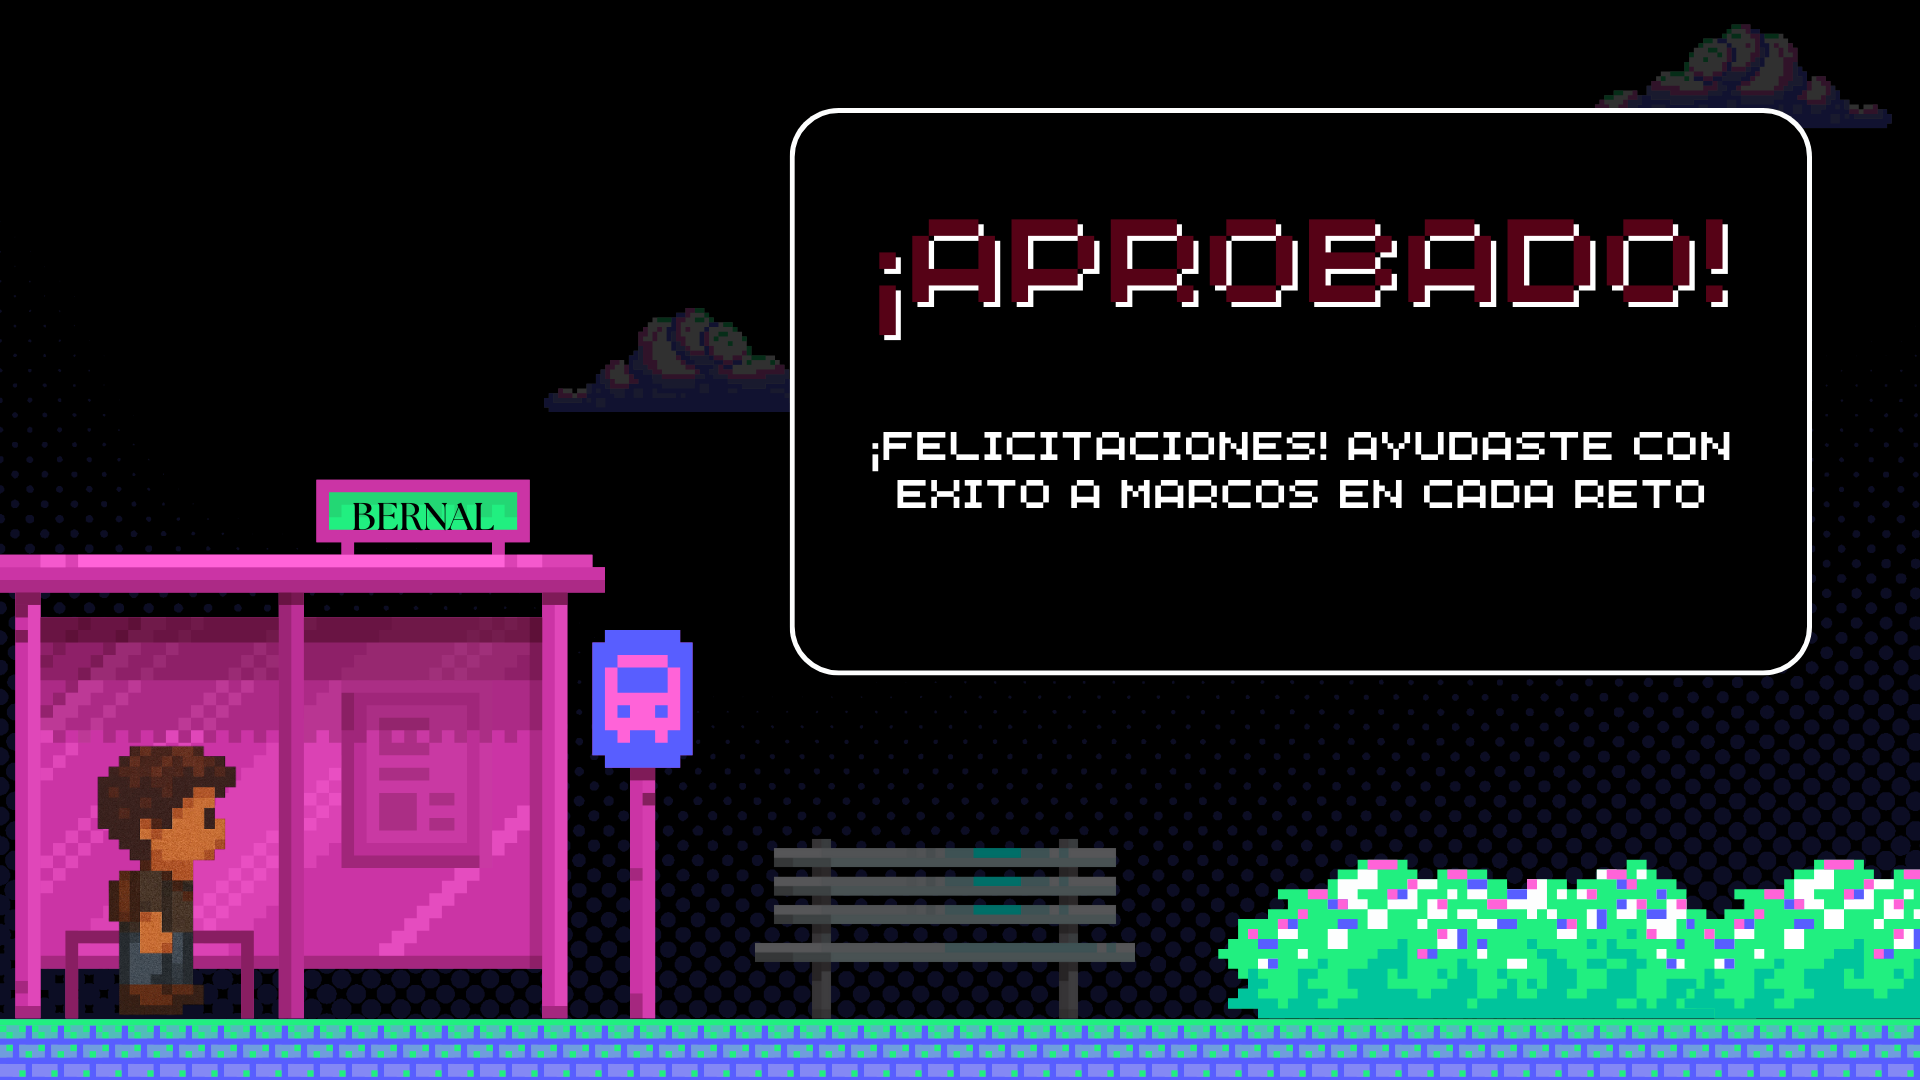 ¡APROBADO!
¡FELICITACIONES! AYUDASTE CON
EXITO A MARCOS EN CADA RETO
BERNAL